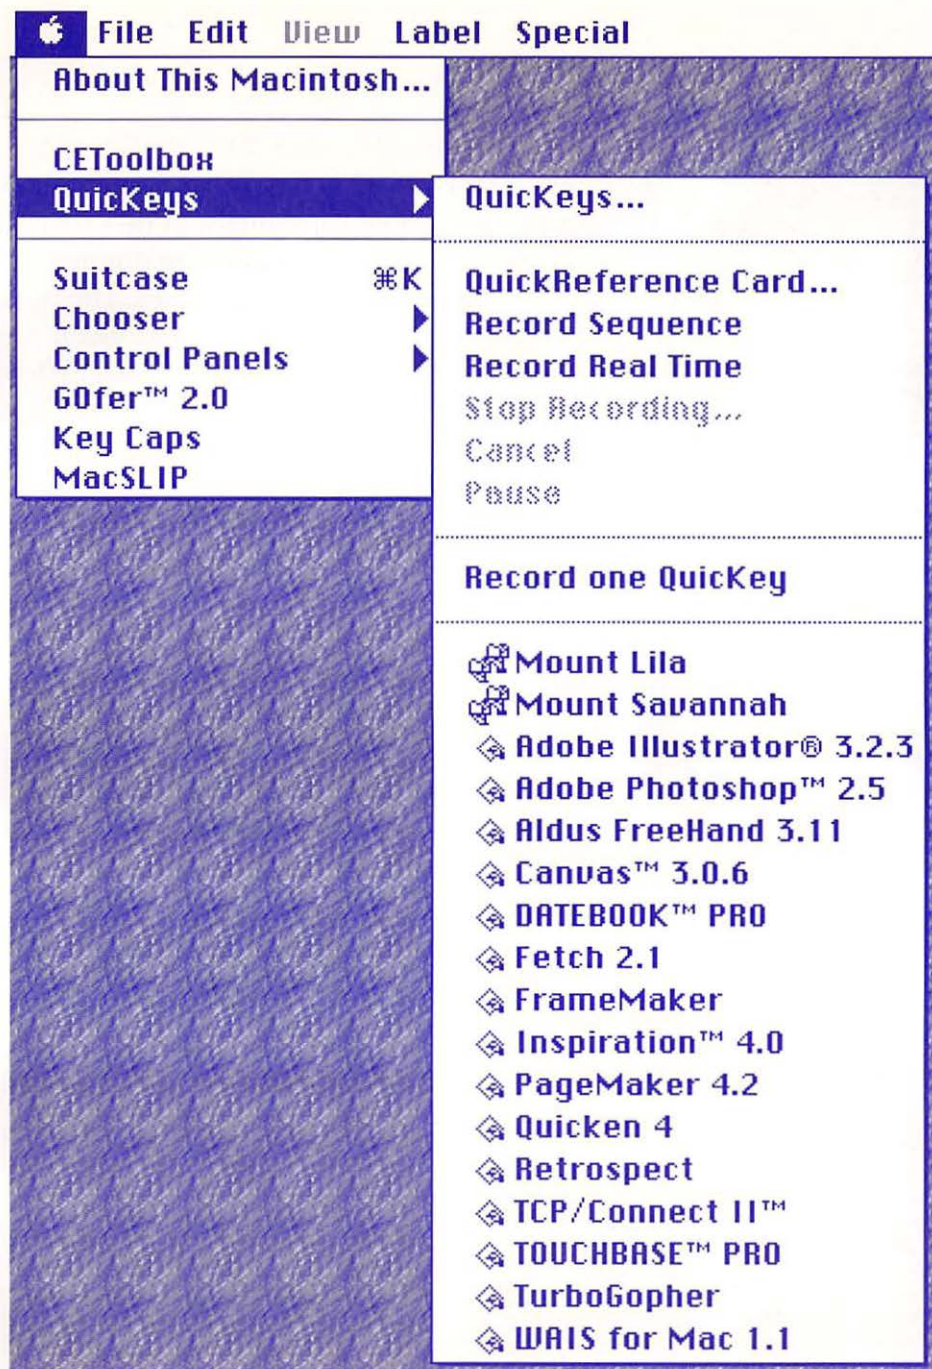 File Edit View Label Special
About This Macintosh...
CEToolbox
QuicKeys
Suitcase ⌘K
Chooser
Control Panels
GOfer™ 2.0
Key Caps
MacSLIP
QuicKeys...
QuickReference Card...
Record Sequence
Record Real Time
Stop Recording...
Cancel
Pause
Record one QuicKey
Mount Lila
Mount Savannah
Adobe Illustrator® 3.2.3
Adobe Photoshop™ 2.5
Aldus FreeHand 3.11
Canvas™ 3.0.6
DATEBOOK™ PRO
Fetch 2.1
FrameMaker
Inspiration™ 4.0
PageMaker 4.2
Quicken 4
Retrospect
TCP/Connect II™
TOUCHBASE™ PRO
TurboGopher
WAIS for Mac 1.1